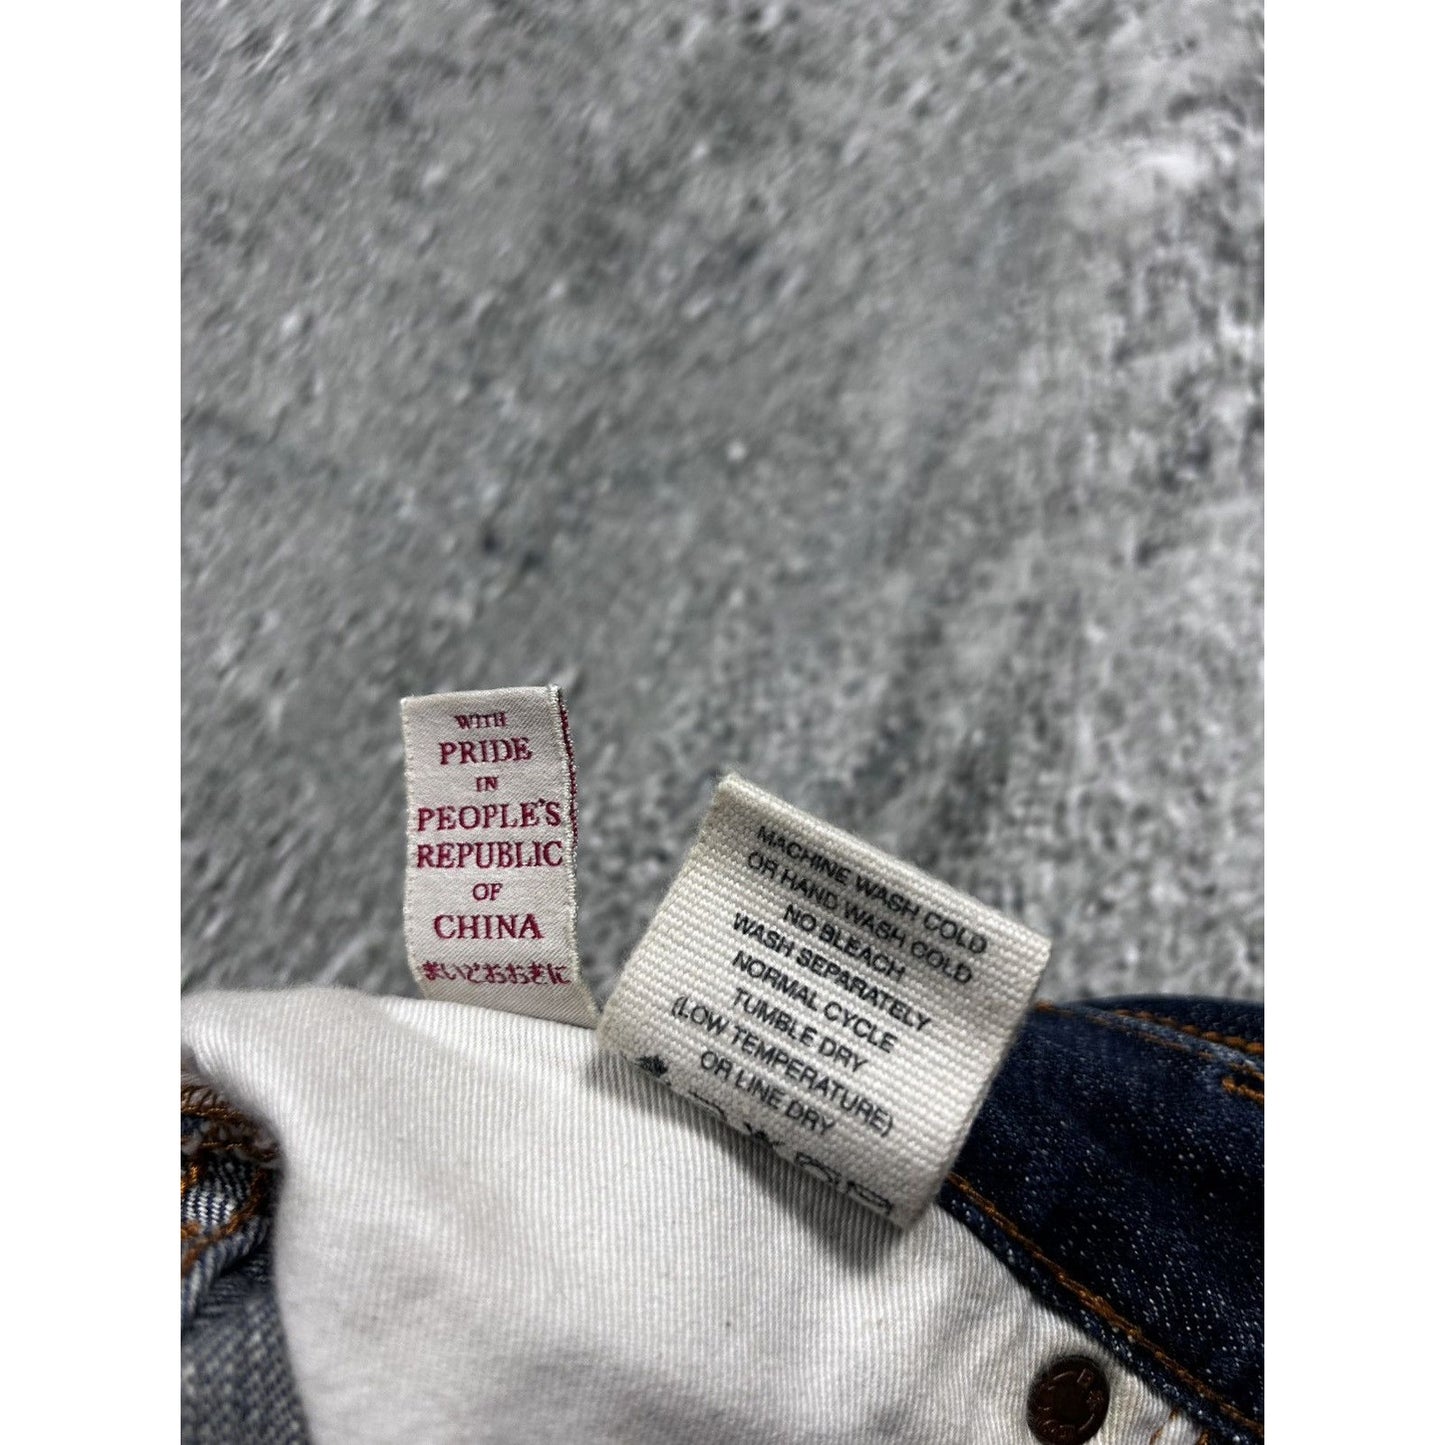 WITH
PRIDE
IN
PEOPLE'S
REPUBLIC
OF
CHINA
まいどおおきに
MACHINE WASH COLD
OR HAND WASH COLD
NO BLEACH
WASH SEPARATELY
NORMAL CYCLE
TUMBLE DRY
(LOW TEMPERATURE)
OR LINE DRY